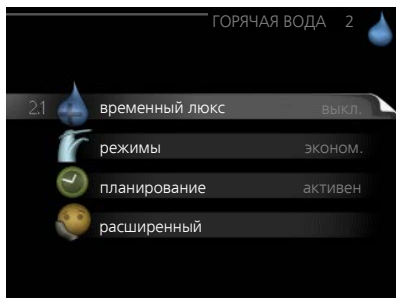 ГОРЯЧАЯ ВОДА 2
2.1 временный люкс выкл.
режимы эконом.
планирование активен
расширенный